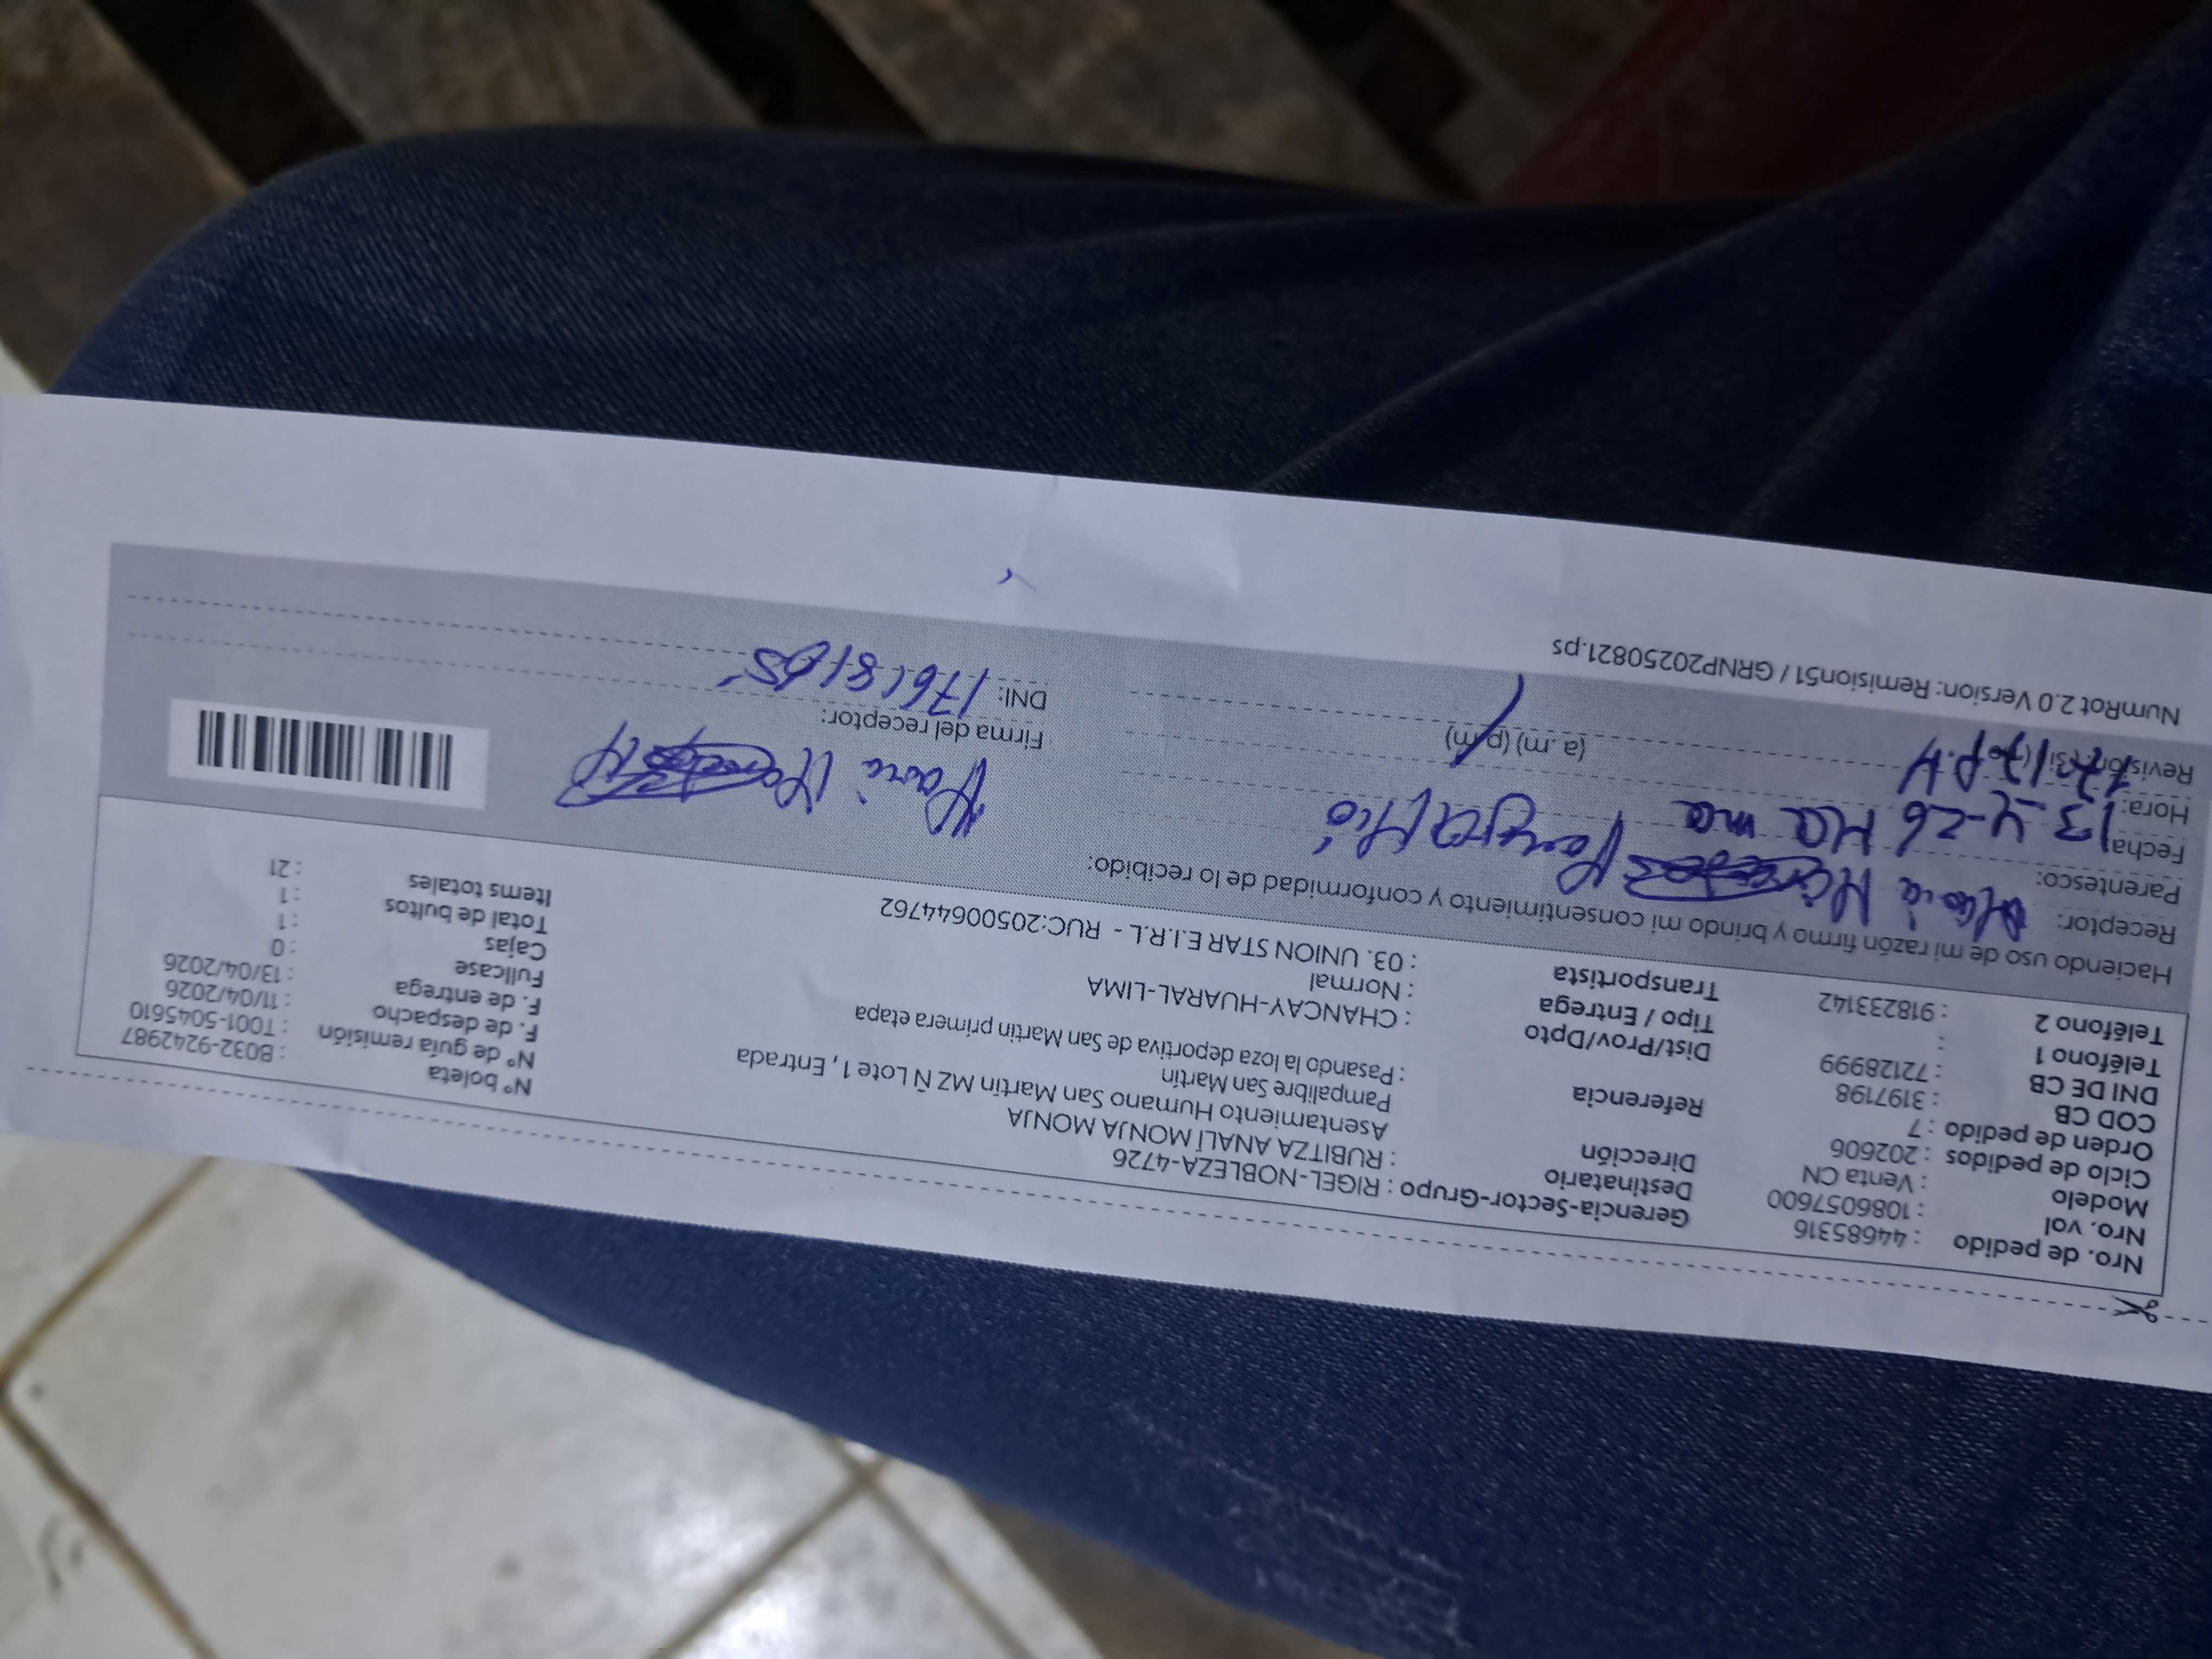 Nro. de pedido : 44685316
Nro. vol : 1086057600
Modelo : Venta CN
Ciclo de pedidos : 202606
Orden de pedido : 7
COD CB : 3197198
DNI DE CB : 72128999
Teléfono 1 :
Teléfono 2 : 918233142
Gerencia-Sector-Grupo : RIGEL-NOBLEZA-4726
Destinatario : RUBITZA ANALÍ MONJA MONJA
Dirección Asentamiento Humano San Martin MZ Ñ Lote 1 , Entrada
Pampalibre San Martin
Referencia : Pasando la loza deportiva de San Martin primera etapa
Dist/Prov/Dpto : CHANCAY-HUARAL-LIMA
Tipo / Entrega : Normal
Transportista : 03. UNION STAR E.I.R.L - RUC:20500644762
N° boleta : B032-9242987
N° de guía remisión : T001-5045610
F. de despacho : 11/04/2026
F. de entrega : 13/04/2026
Fullcase : 0
Cajas : 1
Total de bultos : 1
Items totales : 21
Haciendo uso de mi razón firmo y brindo mi consentimiento y conformidad de lo recibido:
Receptor:
Parentesco: Ma ma
Fecha: 13-4-26
Hora:
Revisión (Si) (a .m) (p.m)
Firma del receptor:
DNI: 17618105
NumRot 2.0 Version: Remision51 / GRNP20250821.ps